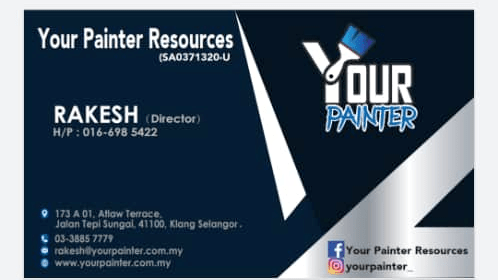 Your Painter Resources
(SA0371320-U
YOUR
PAINTER
RAKESH (Director)
H/P : 016-698 5422
173 A 01, Atlaw Terrace,
Jalan Tepi Sungai, 41100, Klang Selangor.
03-3885 7779
rakesh@yourpainter.com.my
www.yourpainter.com.my
Your Painter Resources
yourpainter_